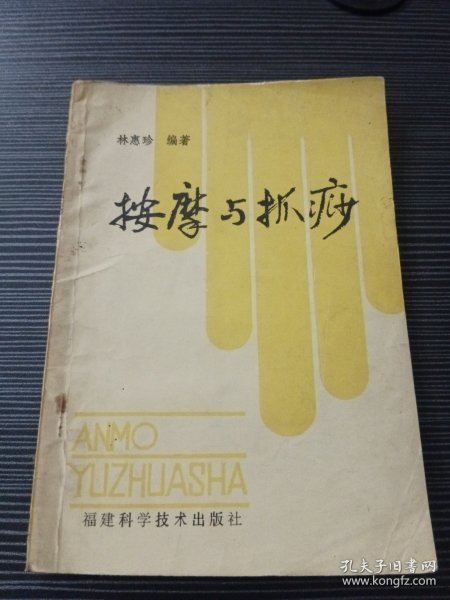 林惠珍 编著
按摩与抓痧
ANMO
YUZHUASHA
福建科学技术出版社
孔夫子旧书网
www.kongfz.com